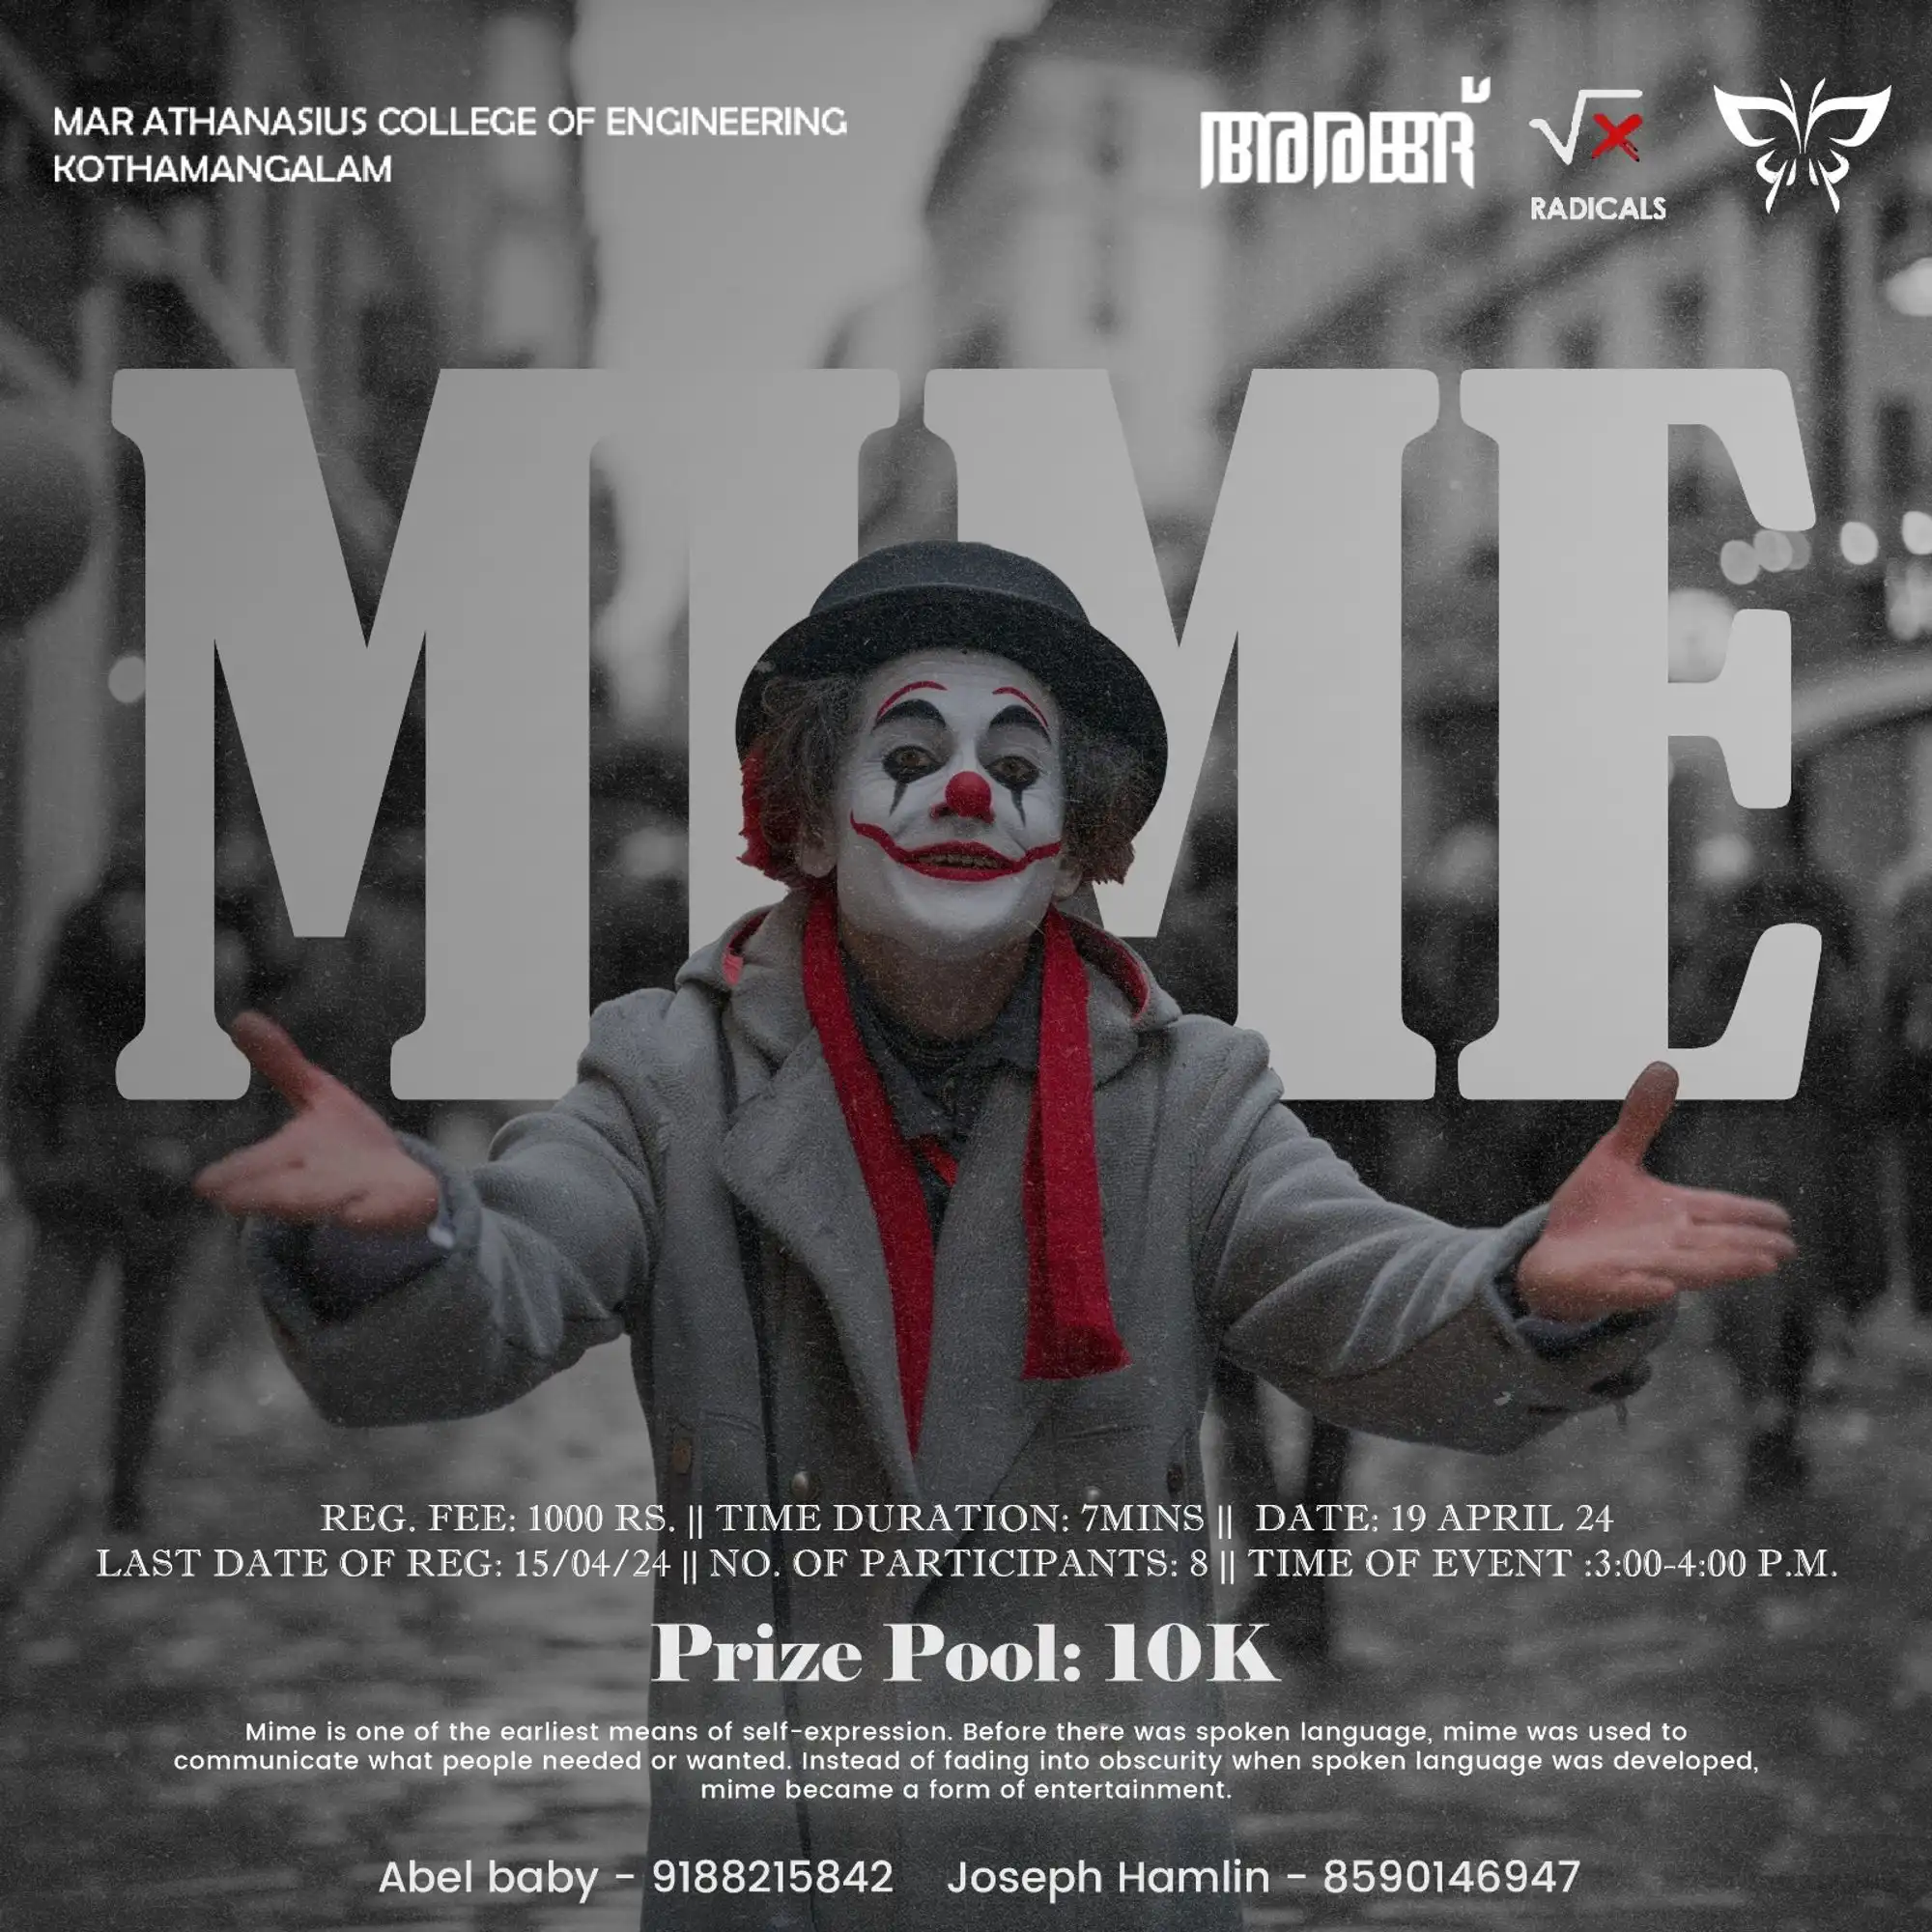 MAR ATHANASIUS COLLEGE OF ENGINEERING
KOTHAMANGALAM
അരങ്ങ്
√x
RADICALS
MIME
REG. FEE: 1000 RS. || TIME DURATION: 7MINS || DATE: 19 APRIL 24
LAST DATE OF REG: 15/04/24 || NO. OF PARTICIPANTS: 8 || TIME OF EVENT :3:00-4:00 P.M.
Prize Pool: 10K
Mime is one of the earliest means of self-expression. Before there was spoken language, mime was used to
communicate what people needed or wanted. Instead of fading into obscurity when spoken language was developed,
mime became a form of entertainment.
Abel baby - 9188215842 Joseph Hamlin - 8590146947